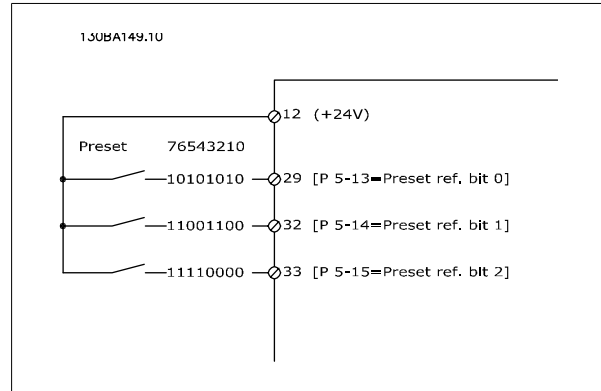 130BA149.10
12 (+24V)
Preset 76543210
10101010 29 [P 5-13=Preset ref. bit 0]
11001100 32 [P 5-14=Preset ref. bit 1]
11110000 33 [P 5-15=Preset ref. bit 2]